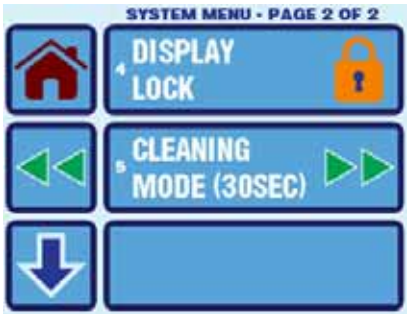 SYSTEM MENU - PAGE 2 OF 2
4 DISPLAY
LOCK
5 CLEANING
MODE (30SEC)